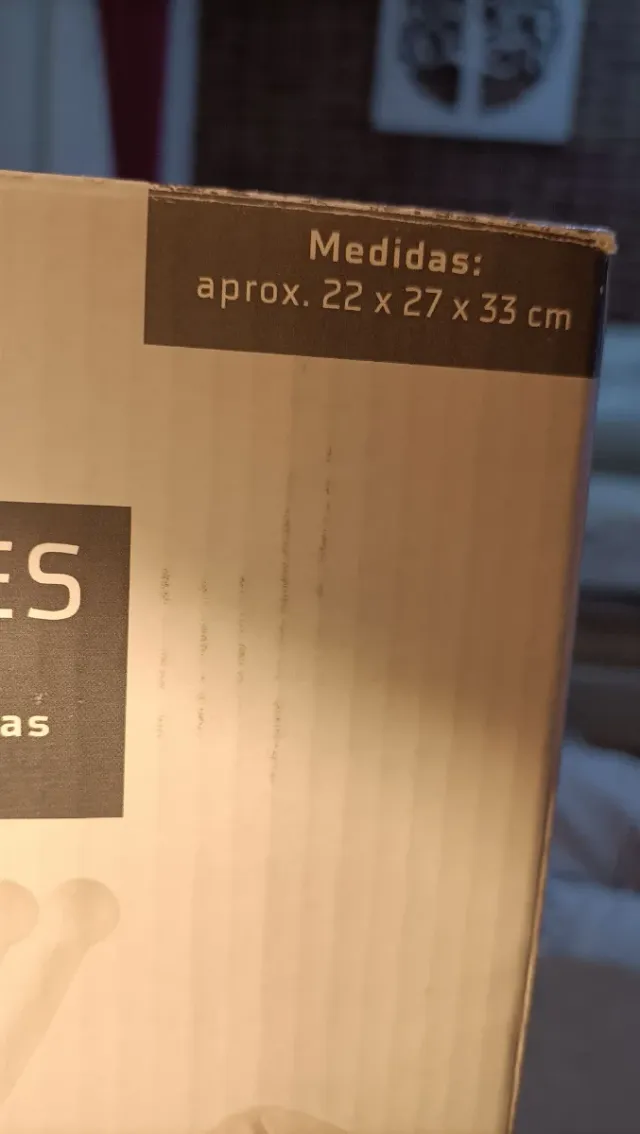 Medidas:
aprox. 22 x 27 x 33 cm
ES
as